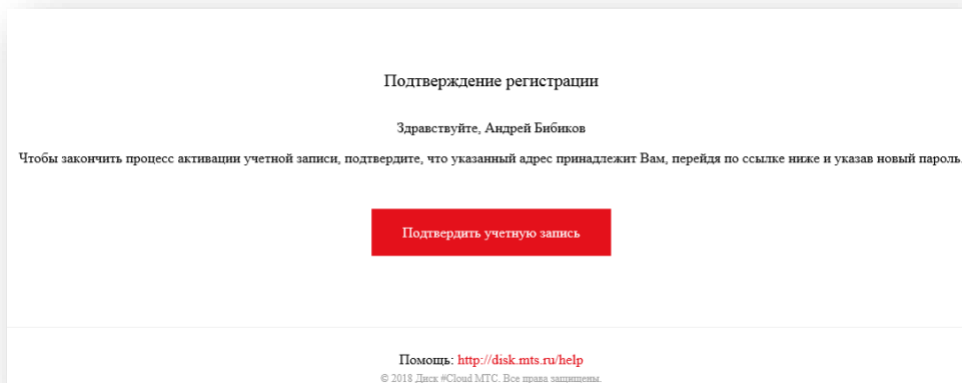 Подтверждение регистрации
Здравствуйте, Андрей Бибиков
Чтобы закончить процесс активации учетной записи, подтвердите, что указанный адрес принадлежит Вам, перейдя по ссылке ниже и указав новый пароль.
Подтвердить учетную запись
Помощь: http://disk.mts.ru/help
© 2018 Диск #Cloud МТС. Все права защищены.